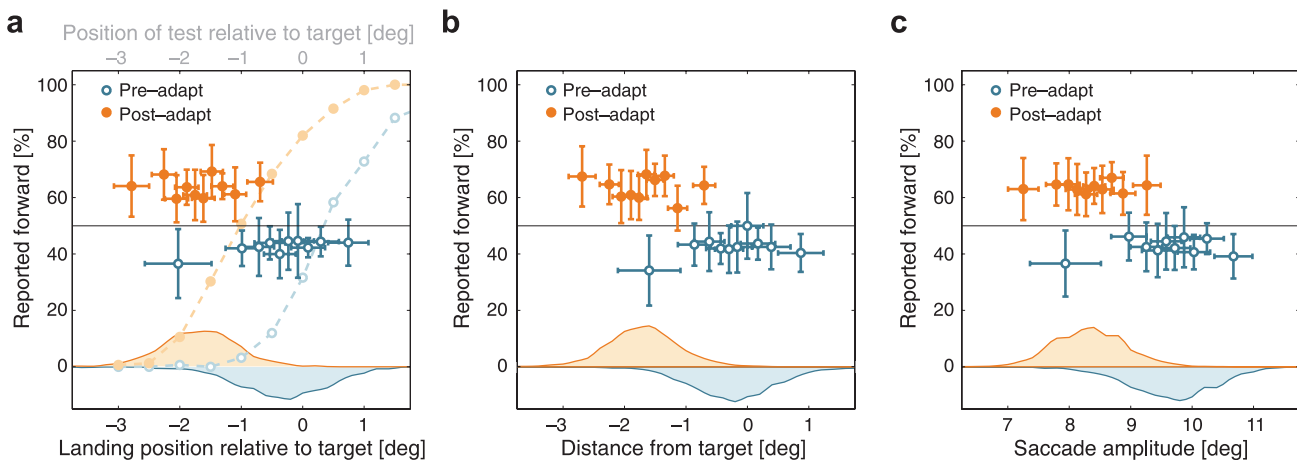 a
Position of test relative to target [deg]
–3 –2 –1 0 1
Reported forward [%]
100
80
60
40
20
0
Pre–adapt
Post–adapt
–3 –2 –1 0 1
Landing position relative to target [deg]
b
Reported forward [%]
100
80
60
40
20
0
Pre–adapt
Post–adapt
–3 –2 –1 0 1
Distance from target [deg]
c
Reported forward [%]
100
80
60
40
20
0
Pre–adapt
Post–adapt
7 8 9 10 11
Saccade amplitude [deg]